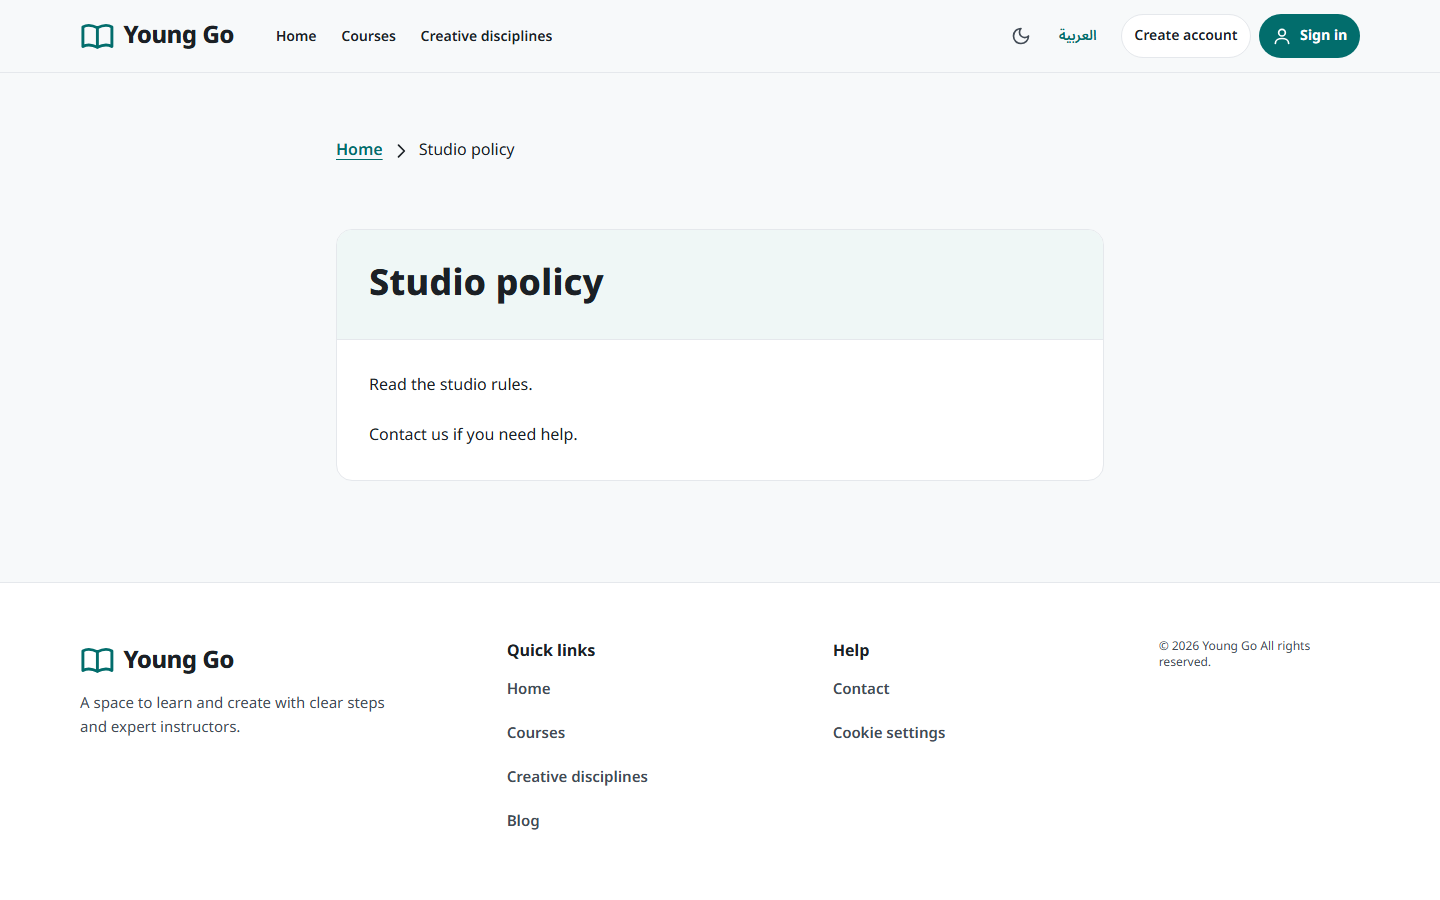 Young Go
Home
Courses
Creative disciplines
العربية
Create account
Sign in
Home
Studio policy
Studio policy
Read the studio rules.
Contact us if you need help.
Young Go
A space to learn and create with clear steps
and expert instructors.
Quick links
Home
Courses
Creative disciplines
Blog
Help
Contact
Cookie settings
© 2026 Young Go All rights
reserved.